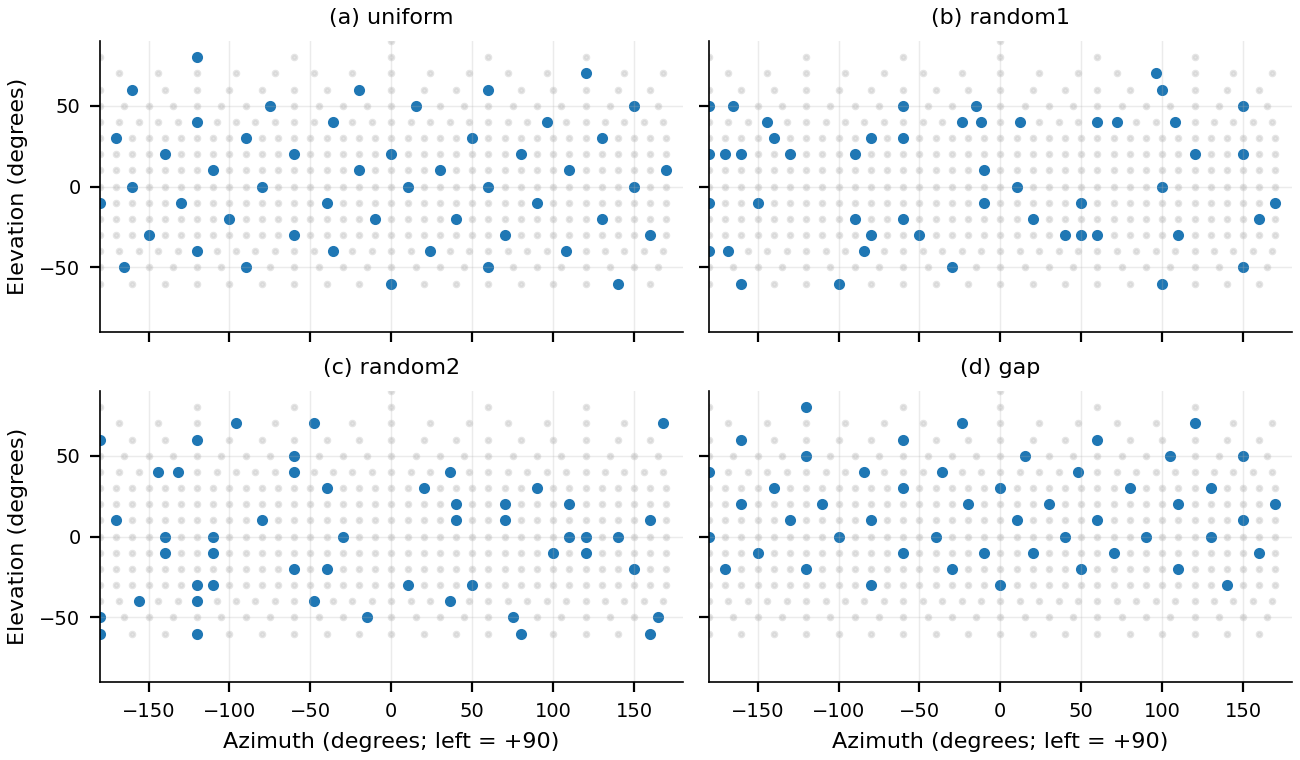 (a) uniform
(b) random1
Elevation (degrees)
50
0
−50
(c) random2
(d) gap
Elevation (degrees)
50
0
−50
−150 −100 −50 0 50 100 150
−150 −100 −50 0 50 100 150
Azimuth (degrees; left = +90)
Azimuth (degrees; left = +90)